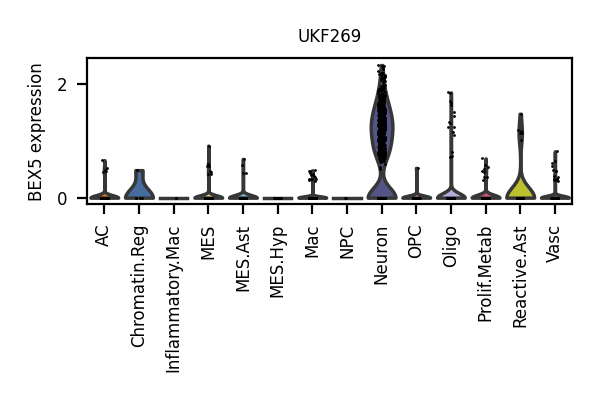 UKF269
BEX5 expression
2
0
AC
Chromatin.Reg
Inflammatory.Mac
MES
MES.Ast
MES.Hyp
Mac
NPC
Neuron
OPC
Oligo
Prolif.Metab
Reactive.Ast
Vasc